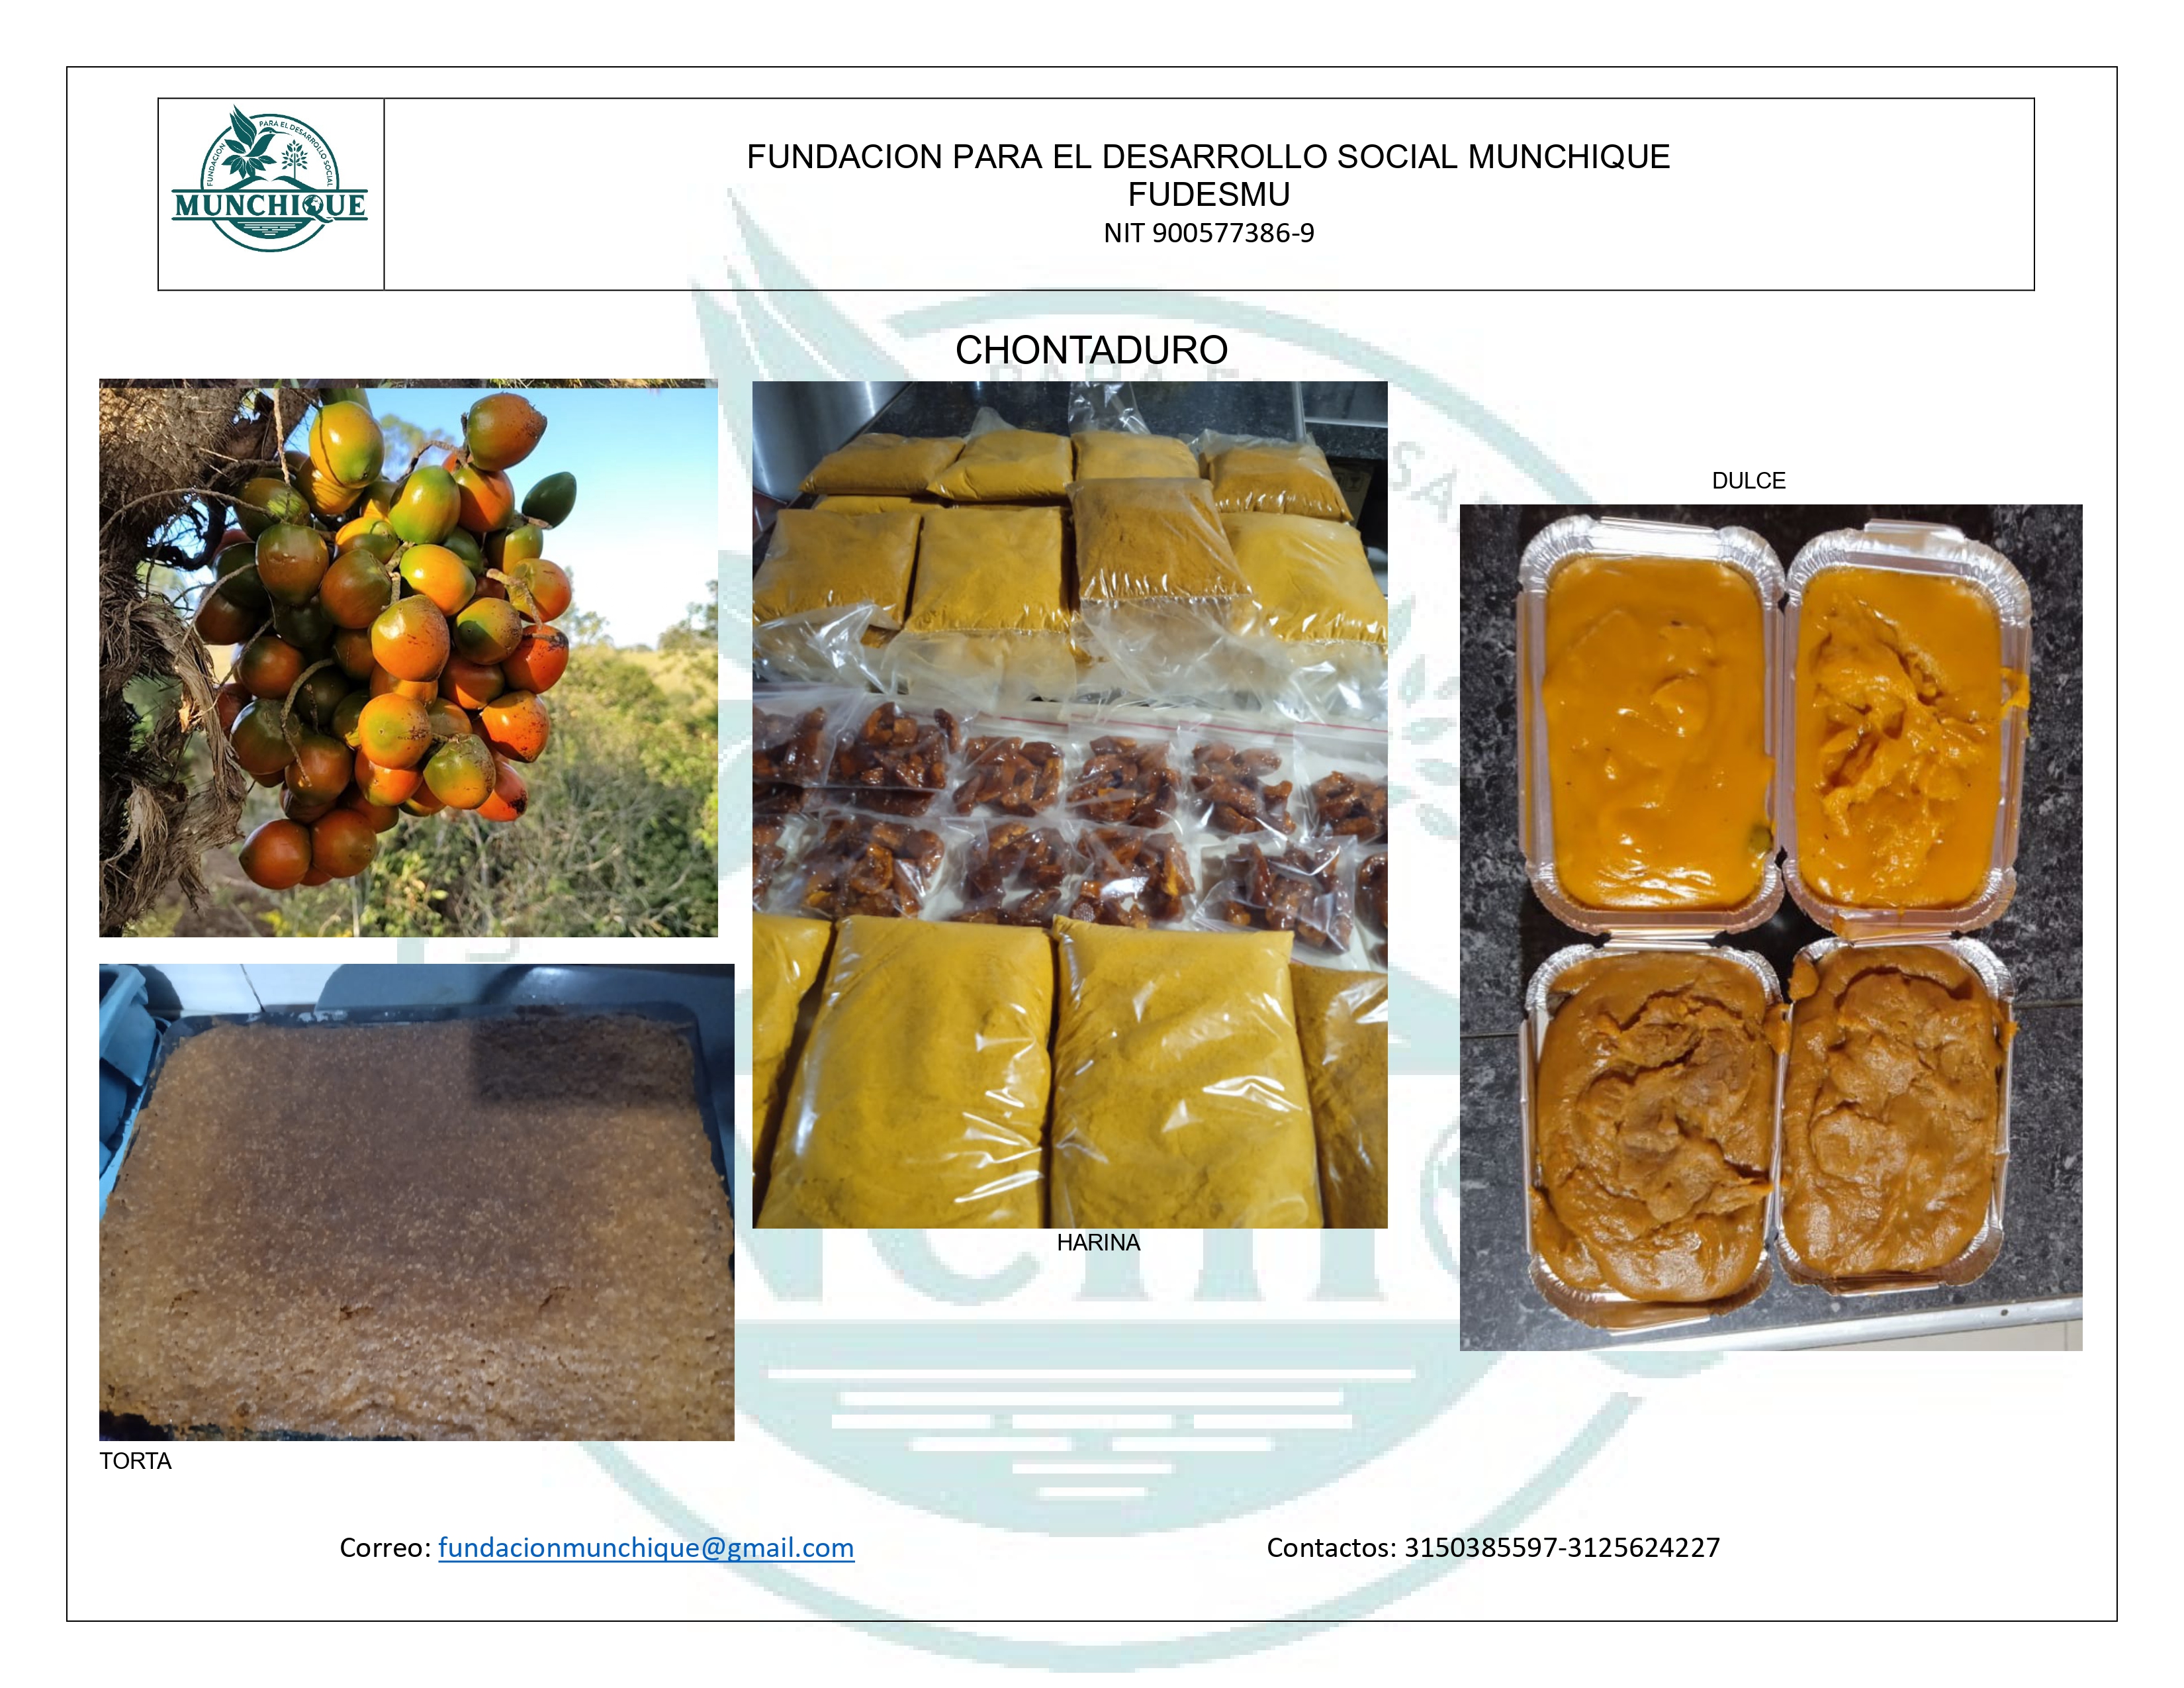 FUNDACION
PARA EL DESARROLLO SOCIAL
MUNCHIQUE
FUNDACION PARA EL DESARROLLO SOCIAL MUNCHIQUE
FUDESMU
NIT 900577386-9
CHONTADURO
DULCE
HARINA
TORTA
Correo: fundacionmunchique@gmail.com
Contactos: 3150385597-3125624227